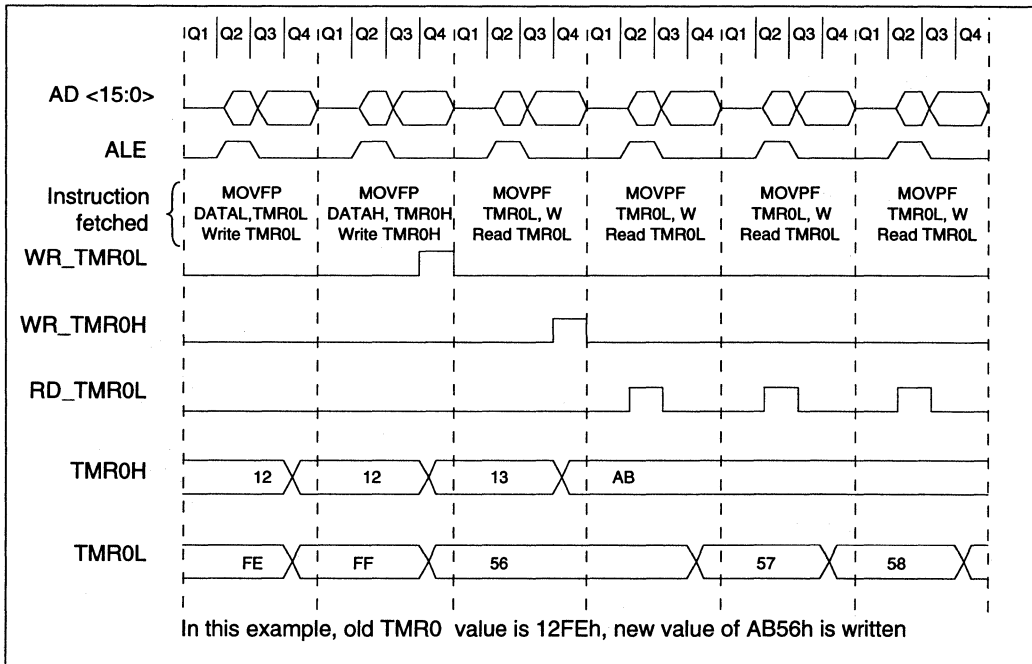 Q1 Q2 Q3 Q4 Q1 Q2 Q3 Q4 Q1 Q2 Q3 Q4 Q1 Q2 Q3 Q4 Q1 Q2 Q3 Q4 Q1 Q2 Q3 Q4
AD <15:0>
ALE
Instruction
fetched
MOVFP
DATAL,TMR0L
Write TMR0L
MOVFP
DATAH, TMR0H
Write TMR0H
MOVPF
TMR0L, W
Read TMR0L
MOVPF
TMR0L, W
Read TMR0L
MOVPF
TMR0L, W
Read TMR0L
MOVPF
TMR0L, W
Read TMR0L
WR_TMR0L
WR_TMR0H
RD_TMR0L
TMR0H 12 12 13 AB
TMR0L FE FF 56 57 58
In this example, old TMR0 value is 12FEh, new value of AB56h is written